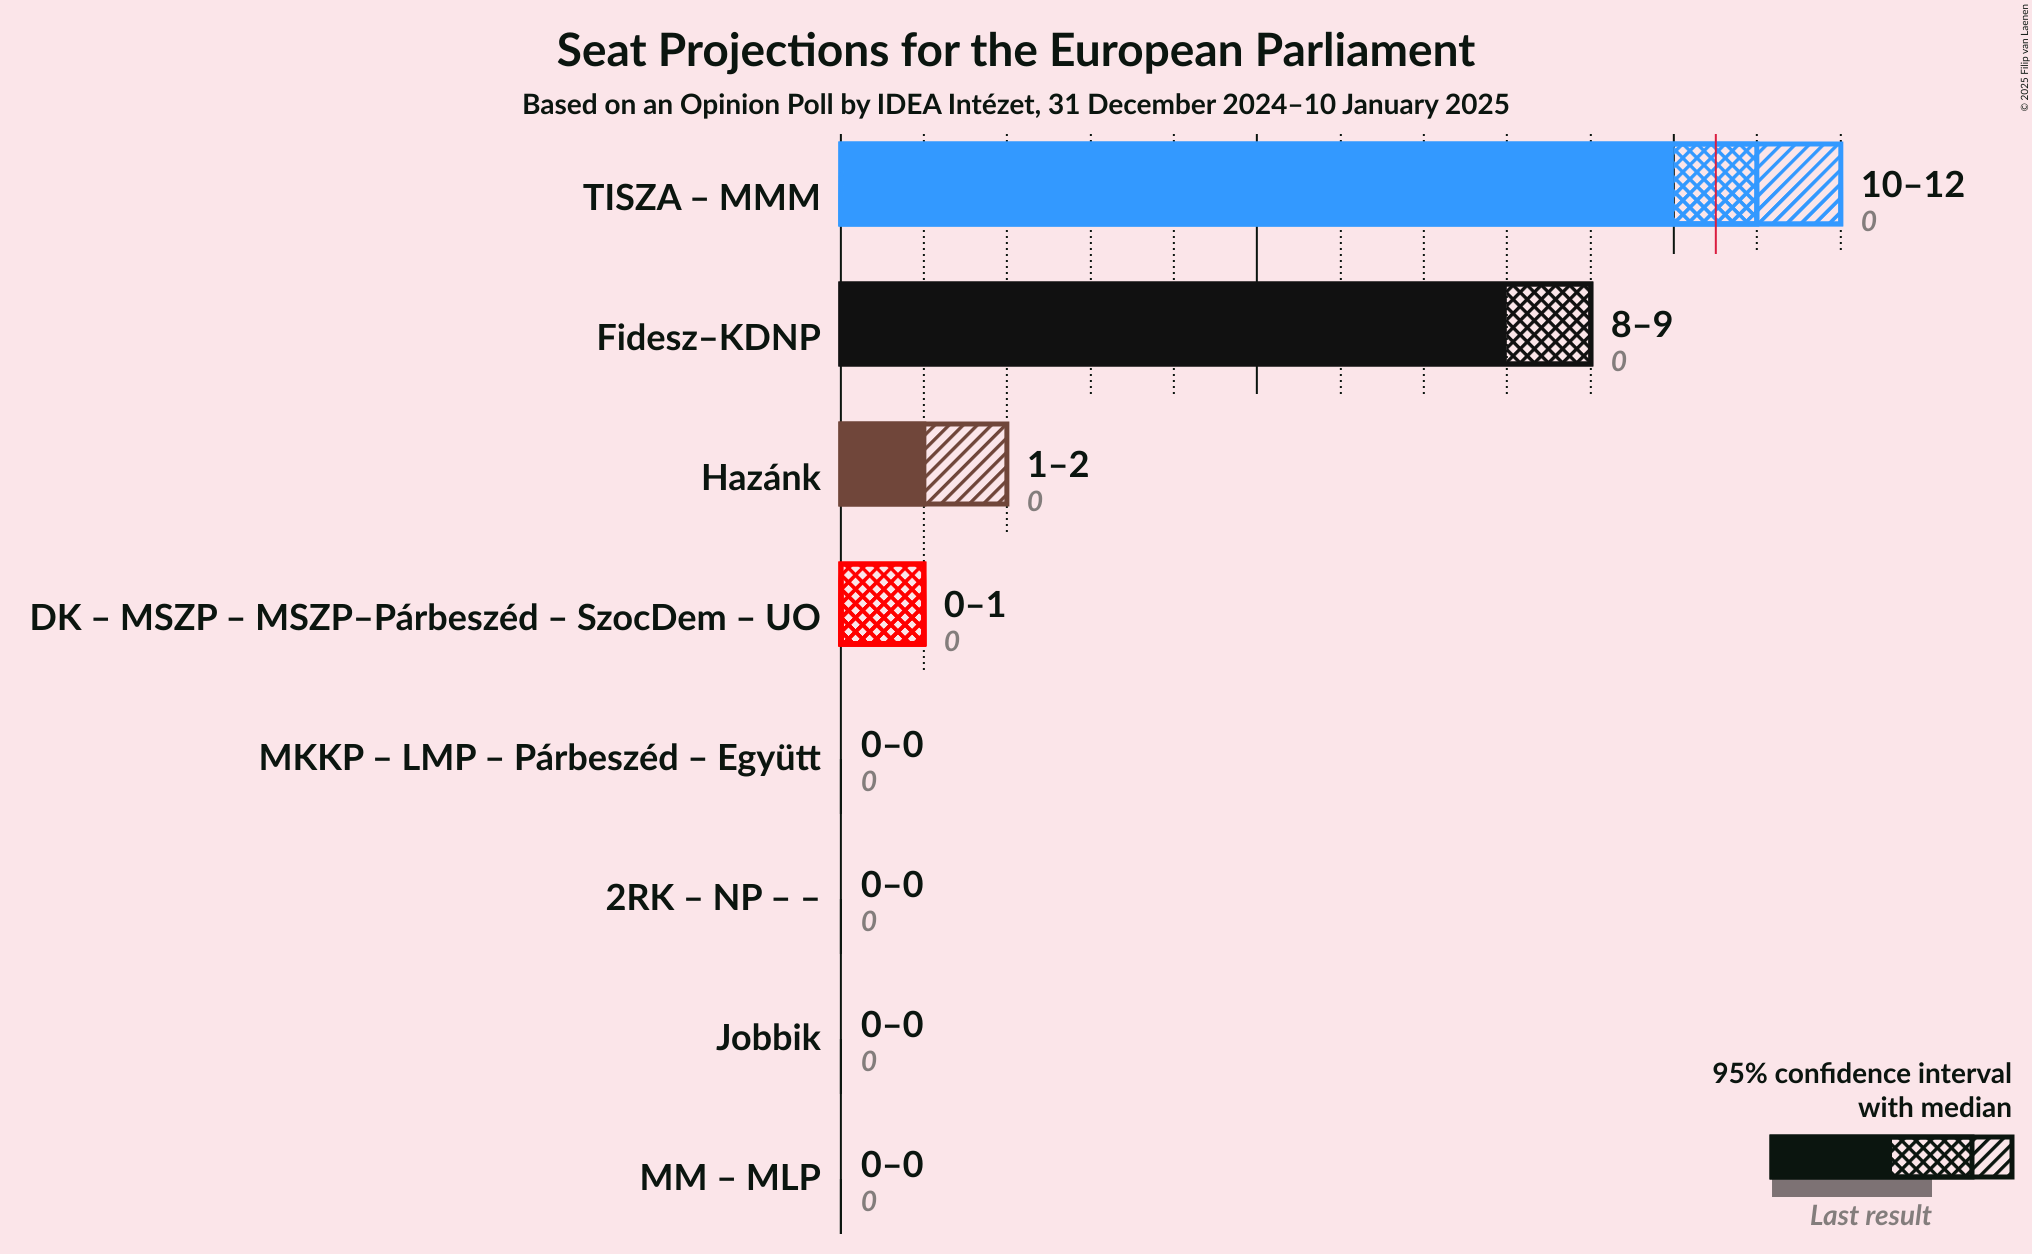 Seat Projections for the European Parliament
Based on an Opinion Poll by IDEA Intézet, 31 December 2024–10 January 2025
© 2025 Filip van Laenen
TISZA – MMM
10–12
0
Fidesz–KDNP
8–9
0
Hazánk
1–2
0
DK – MSZP – MSZP–Párbeszéd – SzocDem – UO
0–1
0
MKKP – LMP – Párbeszéd – Együtt
0–0
0
2RK – NP – –
0–0
0
Jobbik
0–0
0
MM – MLP
0–0
0
95% confidence interval
with median
Last result